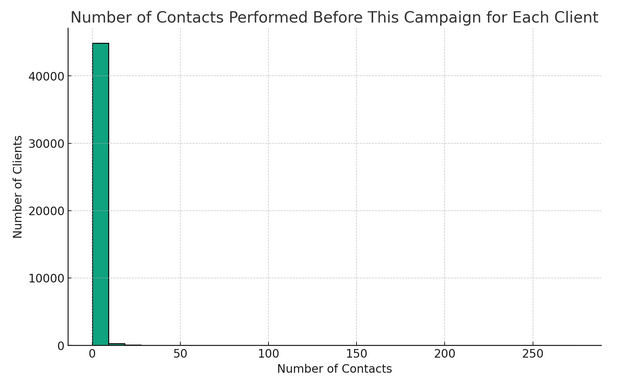 Number of Contacts Performed Before This Campaign for Each Client
Number of Clients
40000
30000
20000
10000
0
0 50 100 150 200 250
Number of Contacts